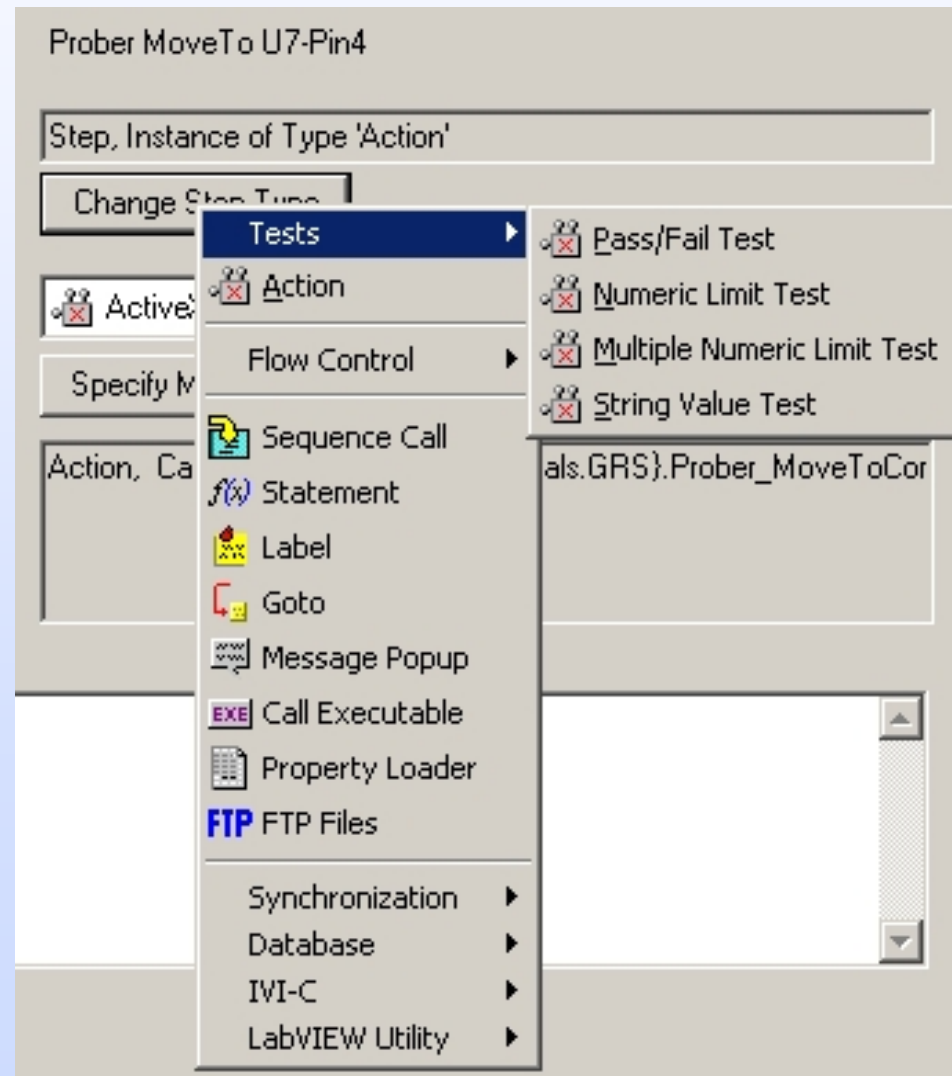 Prober MoveTo U7-Pin4
Step, Instance of Type 'Action'
Change Step Type
Tests
Pass/Fail Test
Action
Numeric Limit Test
ActiveX
Multiple Numeric Limit Test
Flow Control
String Value Test
Specify M
Sequence Call
Action, Ca
als.GRS}.Prober_MoveToCor
f(x) Statement
Label
Goto
Message Popup
EXE Call Executable
Property Loader
FTP FTP Files
Synchronization
Database
IVI-C
LabVIEW Utility